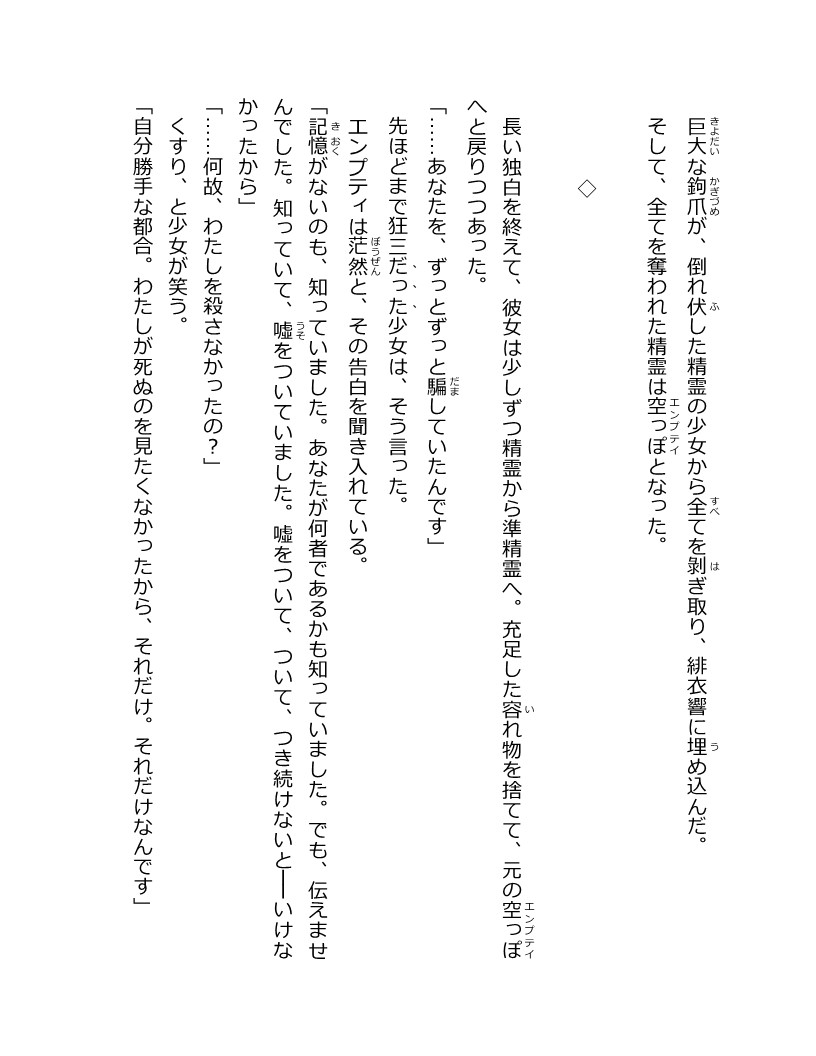 巨大な鉤爪が、倒れ伏した精霊の少女から全てを剝ぎ取り、緋衣響に埋め込んだ。
そして、全てを奪われた精霊は空っぽとなった。
◇
長い独白を終えて、彼女は少しずつ精霊から準精霊へ。充足した容れ物を捨てて、元の空っぽ
へと戻りつつあった。
「……あなたを、ずっとずっと騙していたんです」
先ほどまで狂三だった少女は、そう言った。
エンプティは茫然と、その告白を聞き入れている。
「記憶がないのも、知っていました。あなたが何者であるかも知っていました。でも、伝えませ
んでした。知っていて、嘘をついていました。嘘をついて、ついて、つき続けないと――いけな
かったから」
「……何故、わたしを殺さなかったの？」
くすり、と少女が笑う。
「自分勝手な都合。わたしが死ぬのを見たくなかったから、それだけ。それだけなんです」